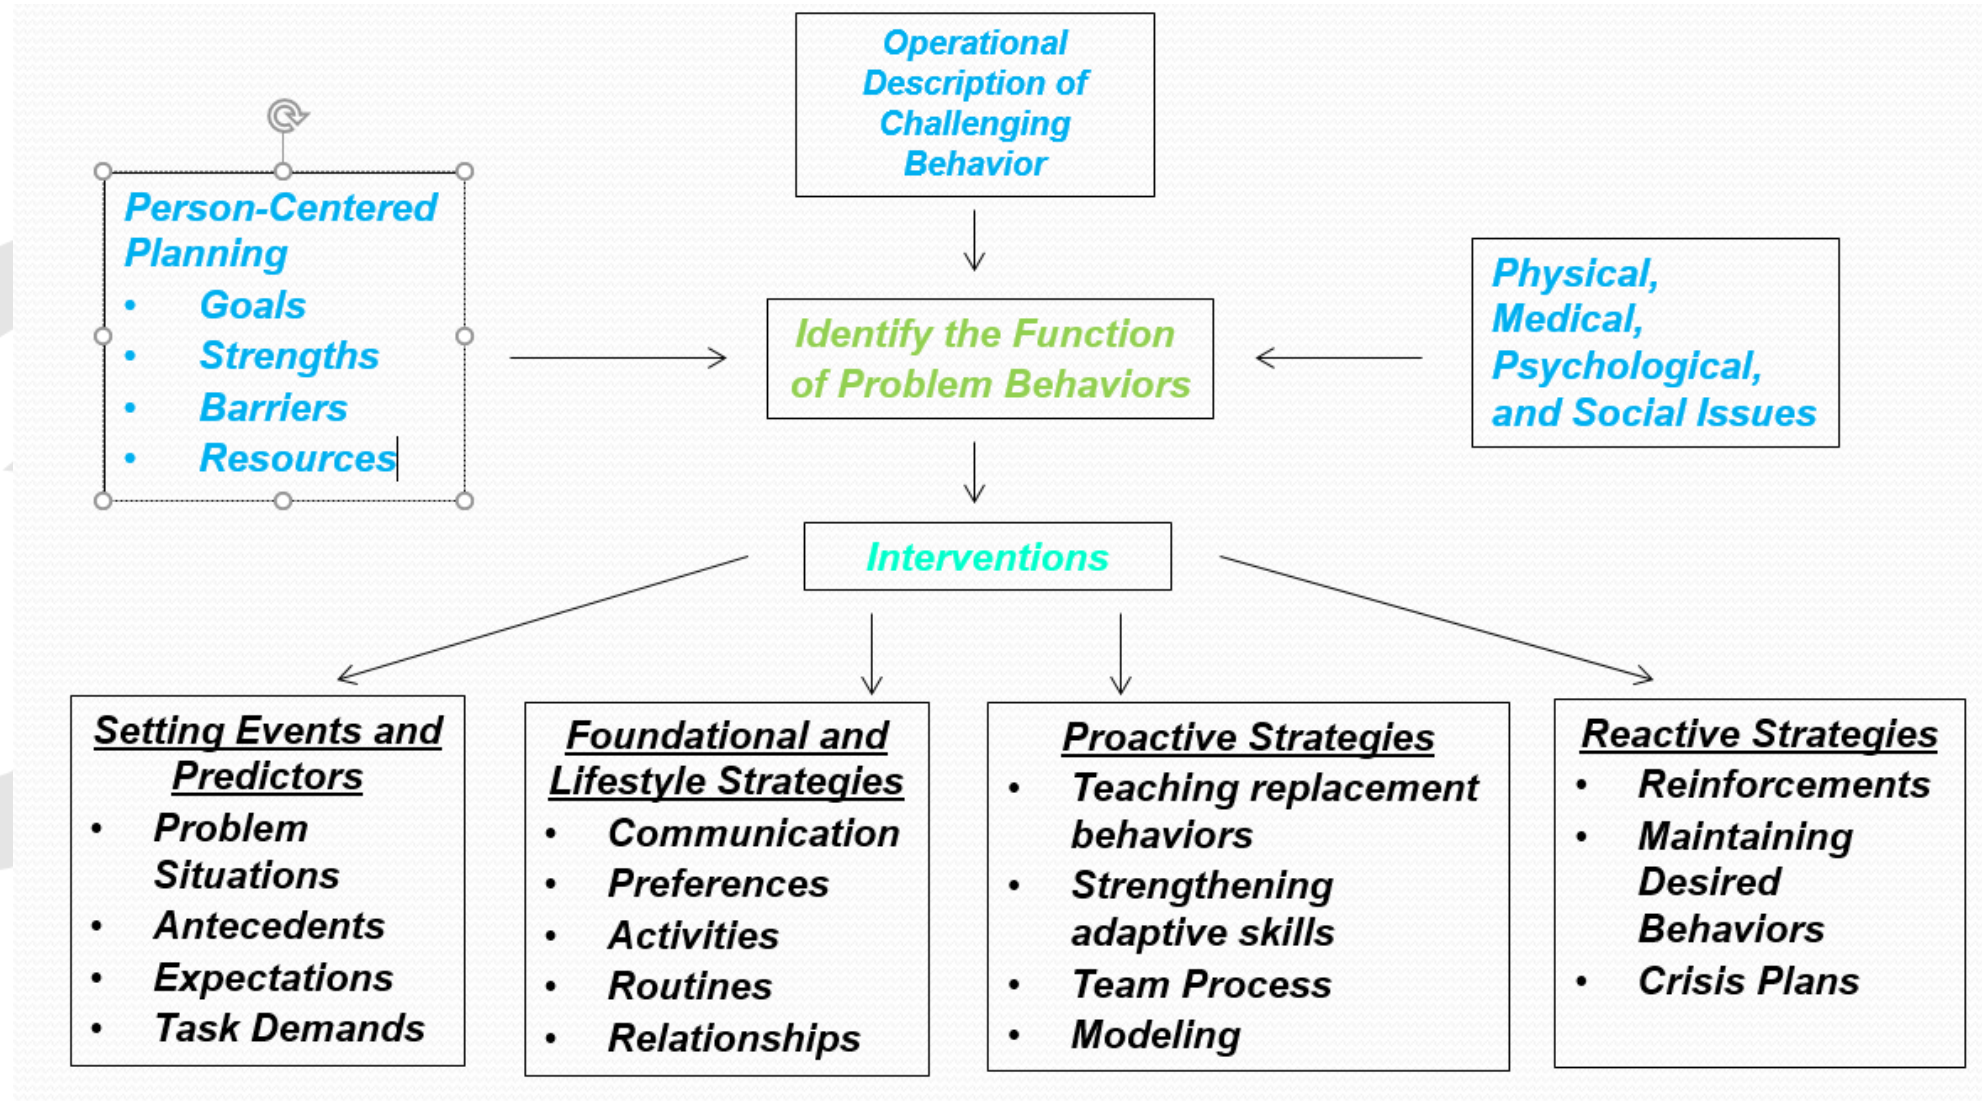 Operational
Description of
Challenging
Behavior
Person-Centered
Planning
• Goals
• Strengths
• Barriers
• Resources
Identify the Function
of Problem Behaviors
Physical,
Medical,
Psychological,
and Social Issues
Interventions
Setting Events and
Predictors
• Problem
Situations
• Antecedents
• Expectations
• Task Demands
Foundational and
Lifestyle Strategies
• Communication
• Preferences
• Activities
• Routines
• Relationships
Proactive Strategies
• Teaching replacement
behaviors
• Strengthening
adaptive skills
• Team Process
• Modeling
Reactive Strategies
• Reinforcements
• Maintaining
Desired
Behaviors
• Crisis Plans